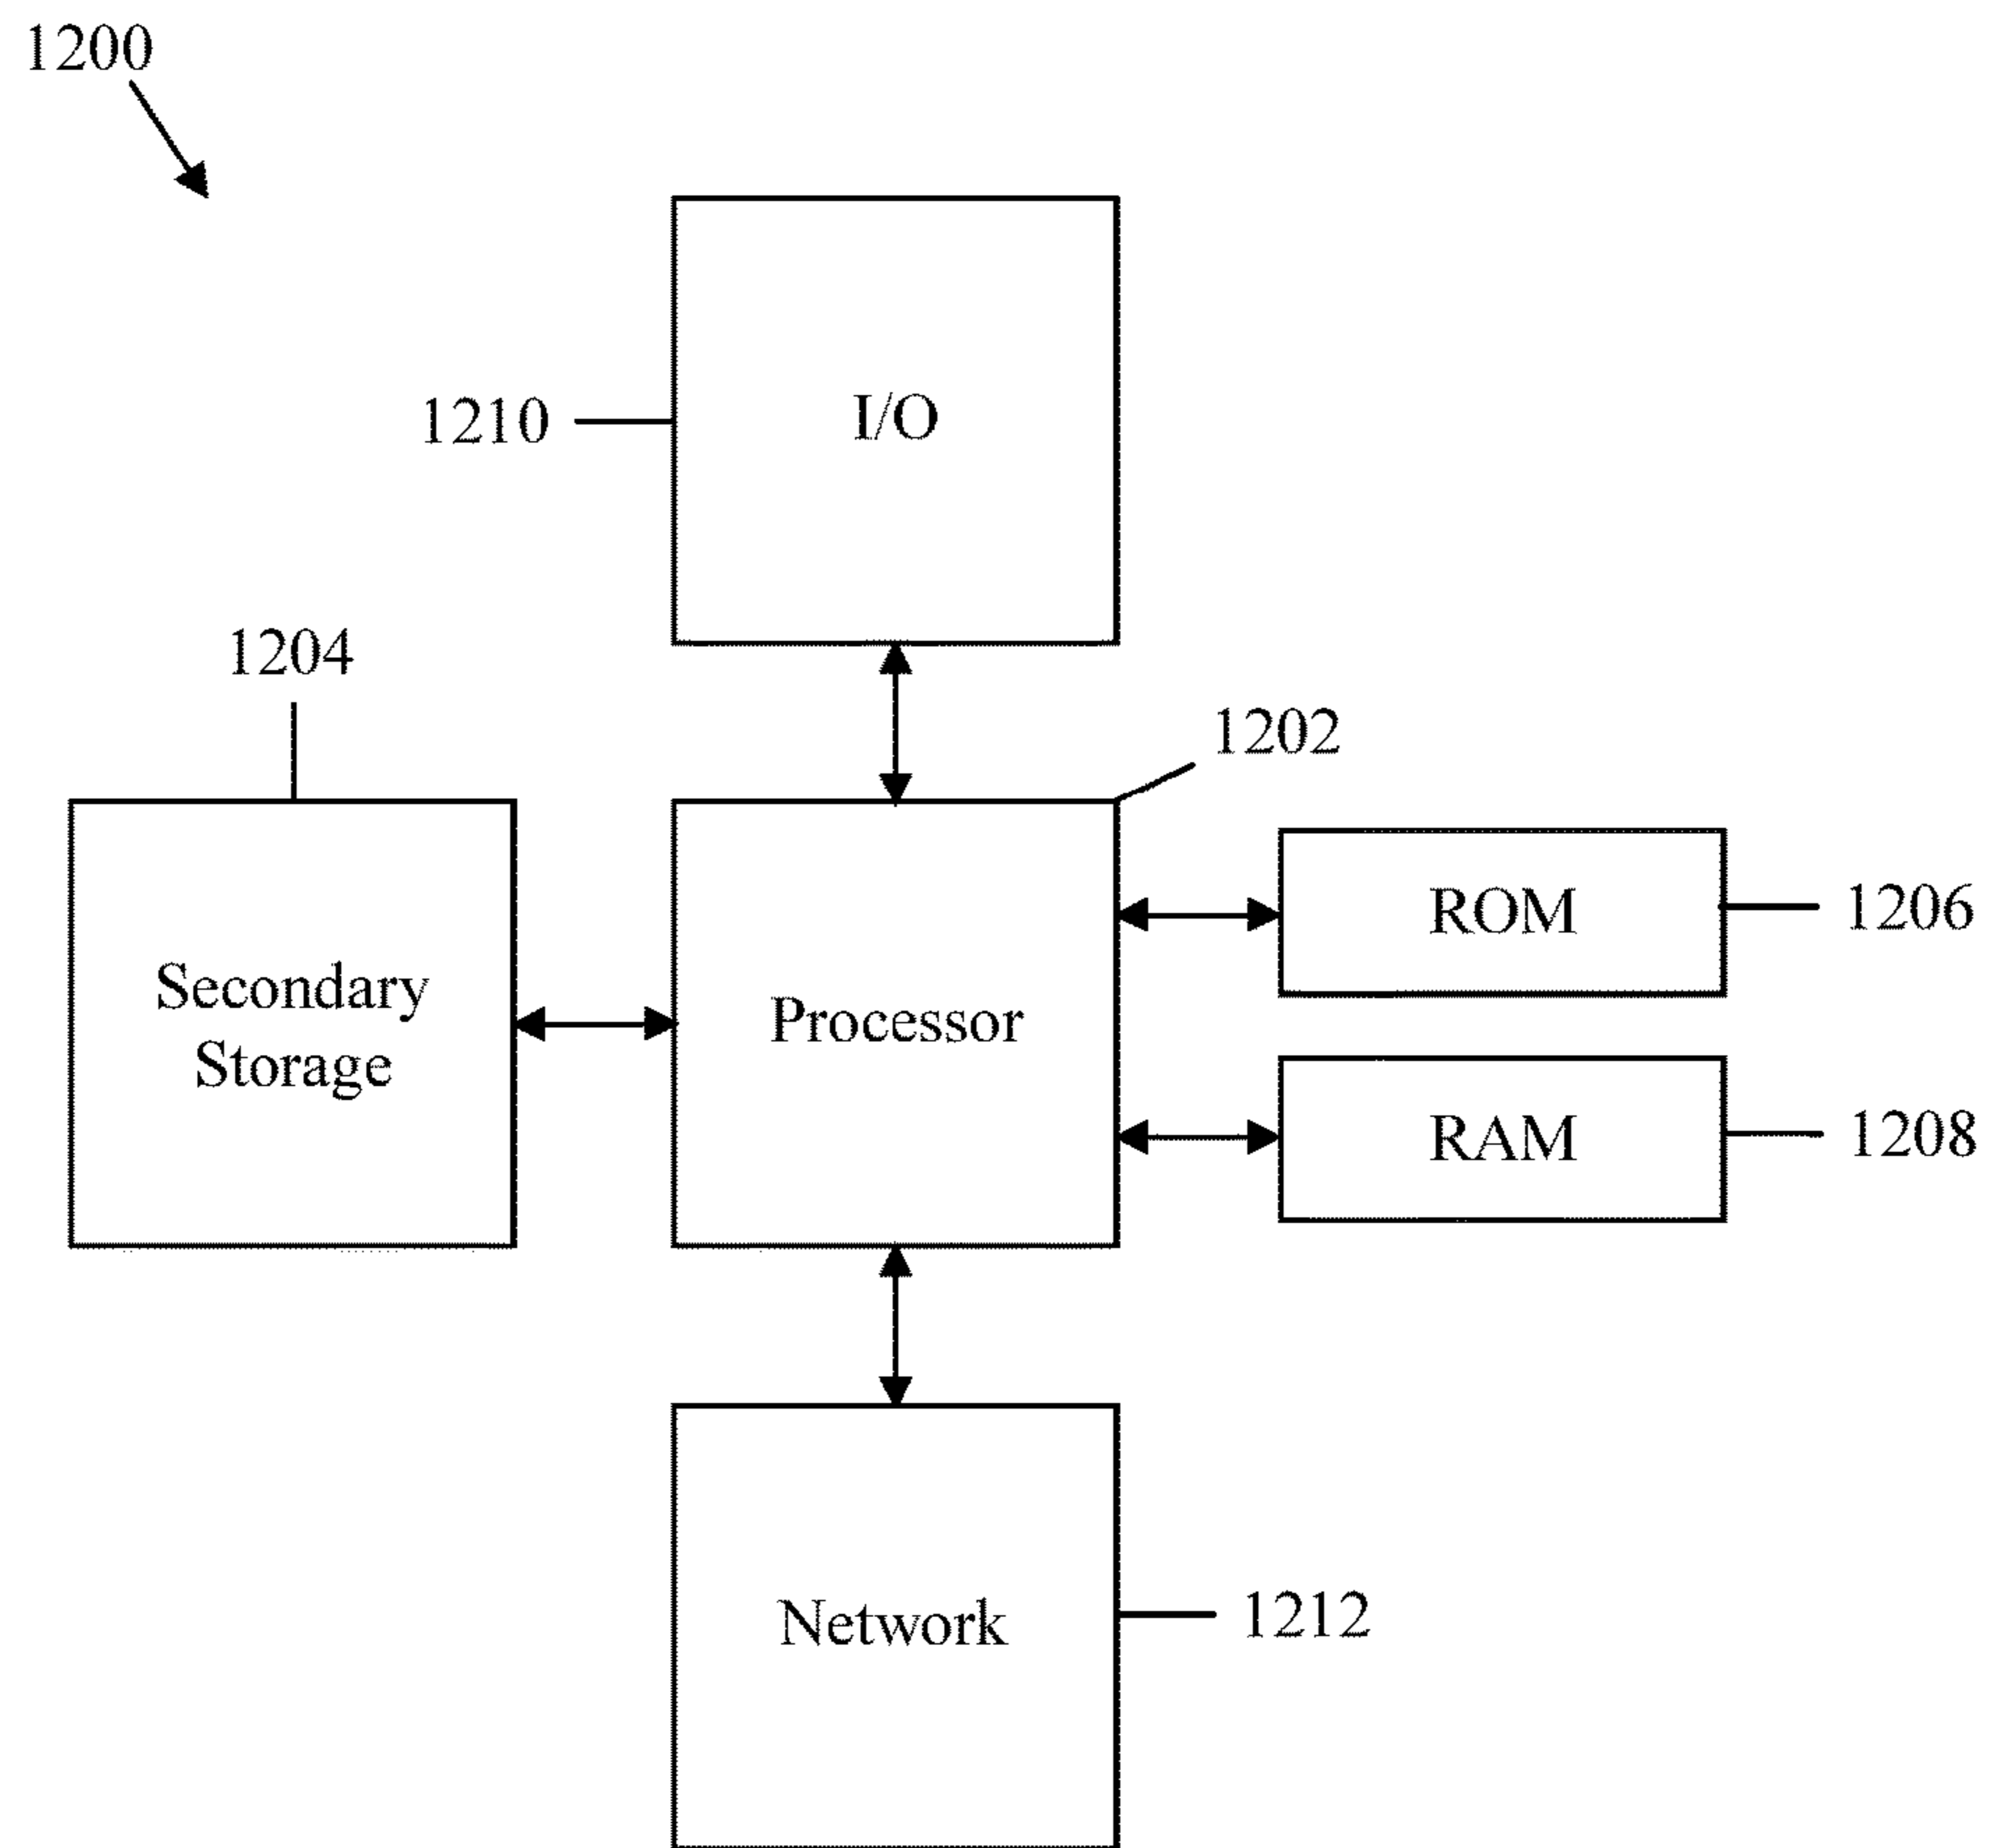 1200
1210
I/O
1204
1202
Secondary
Storage
Processor
ROM
1206
RAM
1208
Network
1212